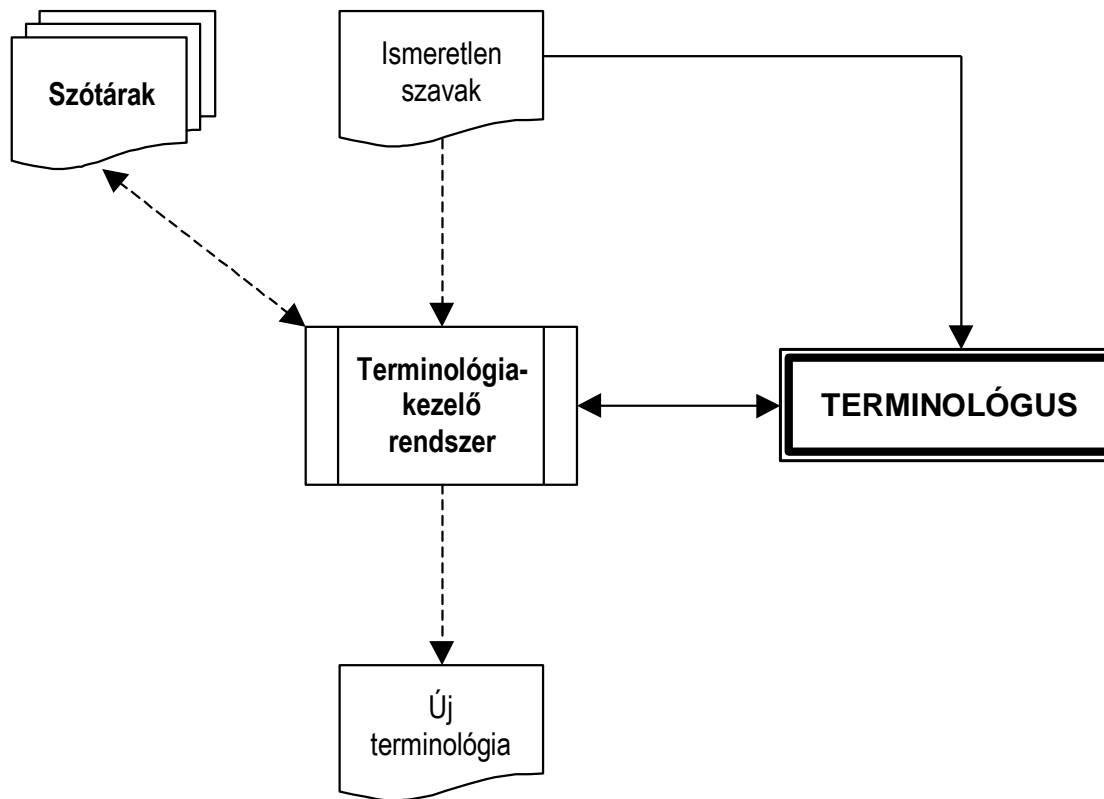 Szótárak
Ismeretlen
szavak
Terminológia-
kezelő
rendszer
TERMINOLÓGUS
Új
terminológia